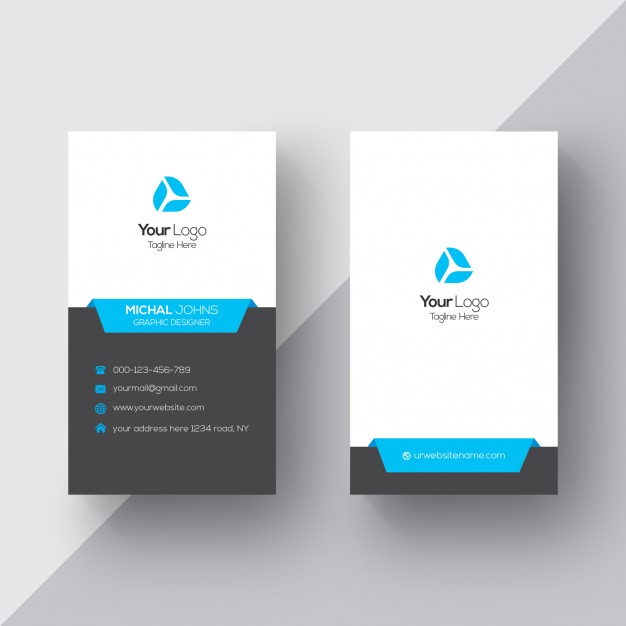 Your Logo
Tagline Here
MICHAL JOHNS
GRAPHIC DESIGNER
000-123-456-789
yourmail@gmail.com
www.yourwebsite.com
your address here 1234 road, NY
Your Logo
Tagline Here
urwebsitename.com